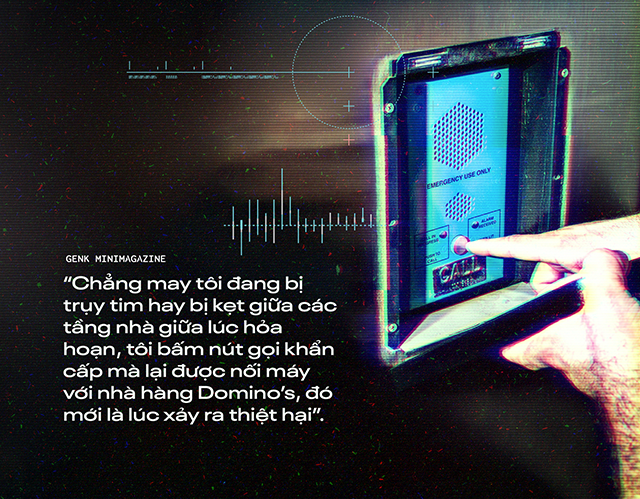 EMERGENCY USE ONLY
CALL
GENK MINIMAGAZINE
“Chẳng may tôi đang bị
trụy tim hay bị kẹt giữa các
tầng nhà giữa lúc hỏa
hoạn, tôi bấm nút gọi khẩn
cấp mà lại được nối máy
với nhà hàng Domino’s, đó
mới là lúc xảy ra thiệt hại”.